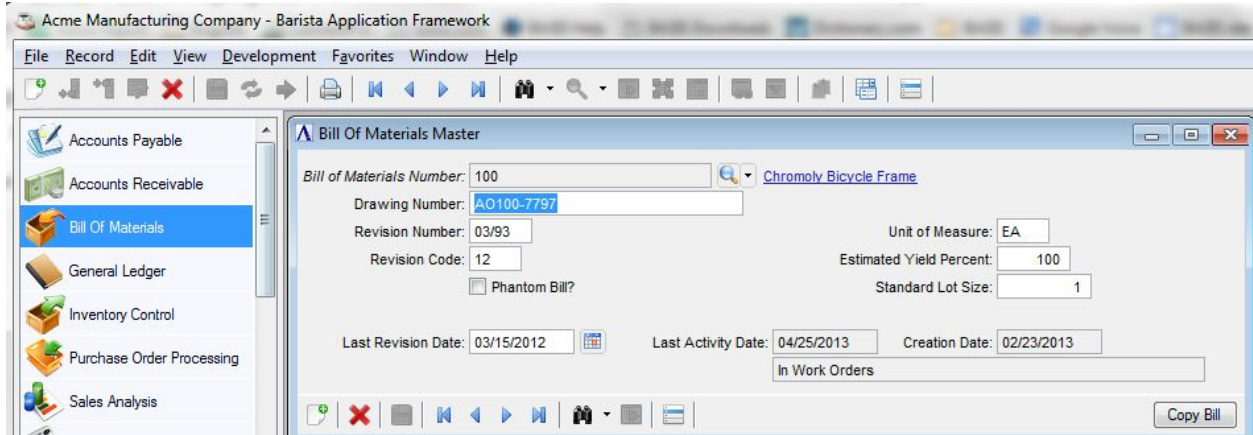 Acme Manufacturing Company - Barista Application Framework
File Record Edit View Development Favorites Window Help
Accounts Payable
Accounts Receivable
Bill Of Materials
General Ledger
Inventory Control
Purchase Order Processing
Sales Analysis
Bill Of Materials Master
Bill of Materials Number: 100 Chromoly Bicycle Frame
Drawing Number: AO100-7797
Revision Number: 03/93 Unit of Measure: EA
Revision Code: 12 Estimated Yield Percent: 100
Phantom Bill? Standard Lot Size: 1
Last Revision Date: 03/15/2012 Last Activity Date: 04/25/2013 Creation Date: 02/23/2013
In Work Orders
Copy Bill